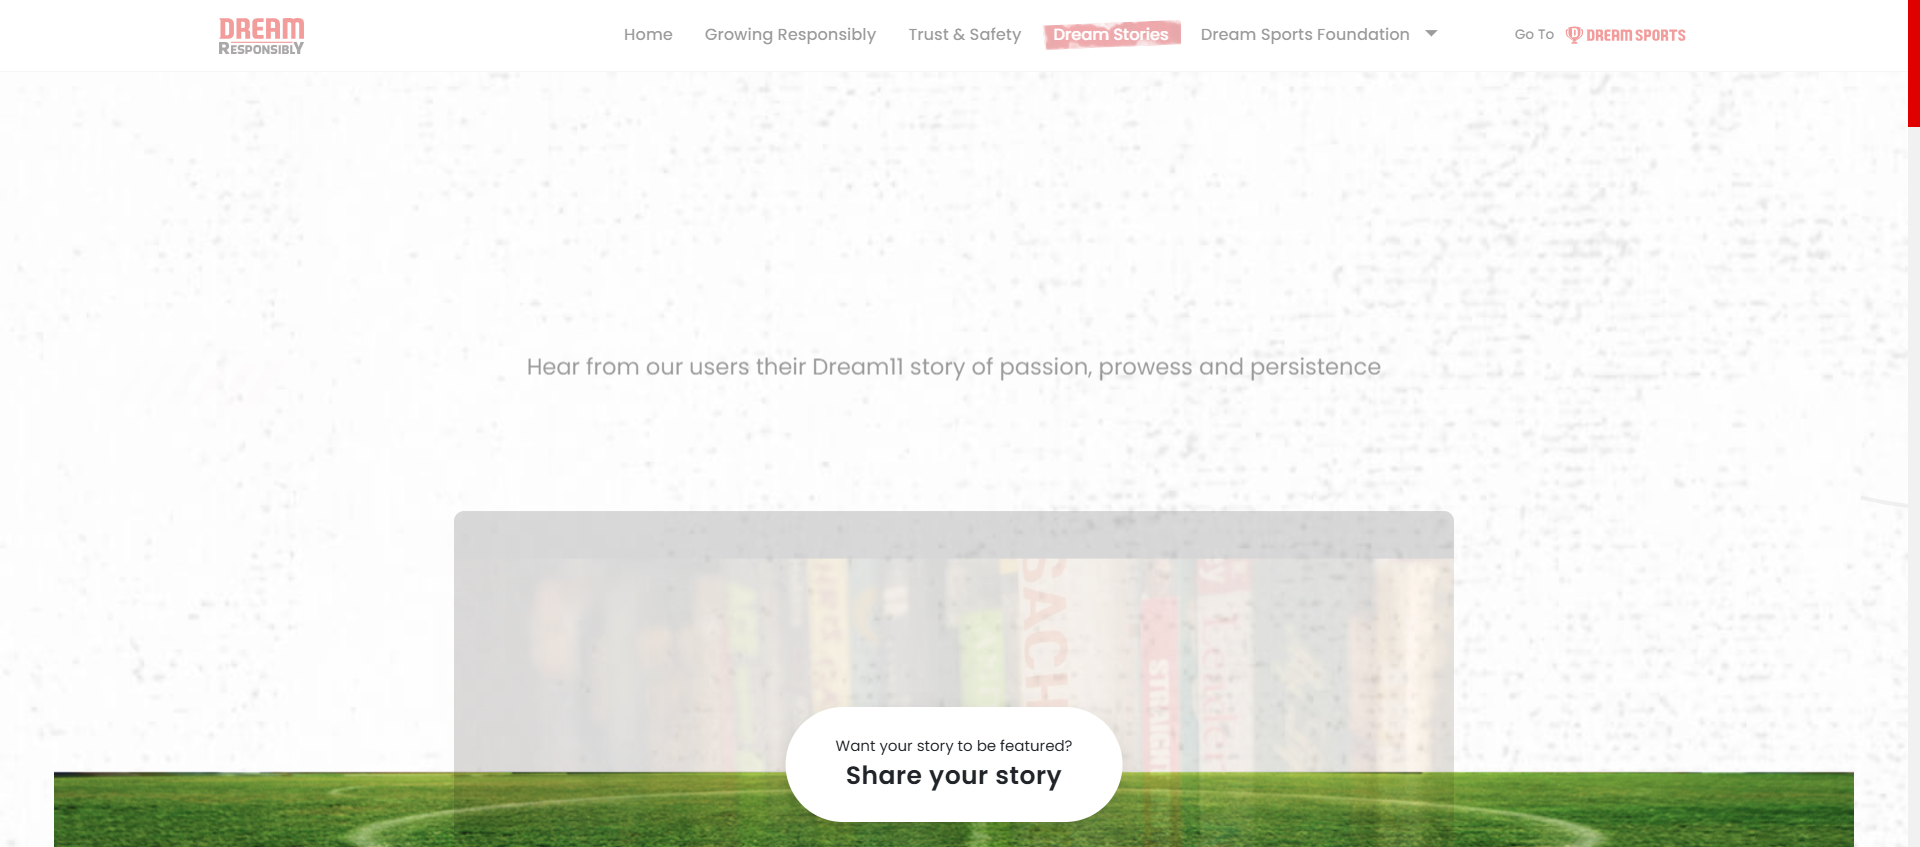 DREAM
RESPONSIBLY
Home
Growing Responsibly
Trust & Safety
Dream Stories
Dream Sports Foundation
Go To
DREAM SPORTS
Hear from our users their Dream11 story of passion, prowess and persistence
SACH
STRAIGHT
Want your story to be featured?
Share your story